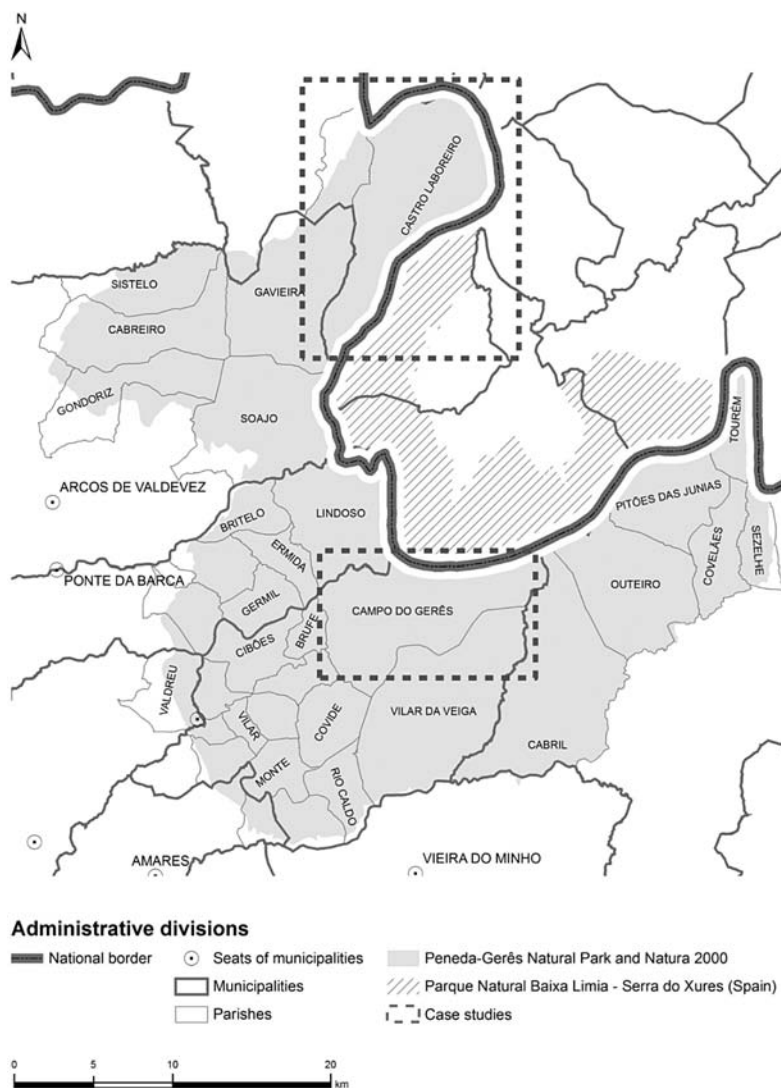 N
CASTRO LABOREIRO
SISTELO
GAVIEIRA
CABREIRO
GONDORIZ
SOAJO
TOURÉM
ARCOS DE VALDEVEZ
PITÕES DAS JUNIAS
BRITELO
LINDOSO
COVELÃES
SEZELHE
ERMIDA
PONTE DA BARCA
OUTEIRO
GERMIL
CAMPO DO GERÊS
BRUFE
CIBÕES
VALDREU
VILAR
COVIDE
VILAR DA VEIGA
CABRIL
MONTE
RIO CALDO
AMARES
VIEIRA DO MINHO
Administrative divisions
National border
Seats of municipalities
Peneda-Gerês Natural Park and Natura 2000
Municipalities
Parque Natural Baixa Limia - Serra do Xures (Spain)
Parishes
Case studies
0 5 10 20
km